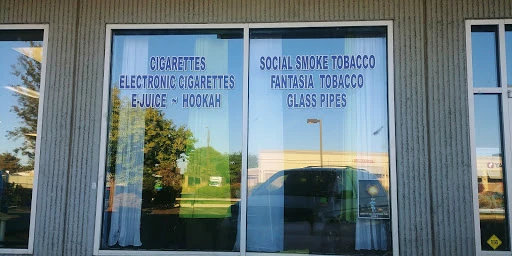 CIGARETTES
ELECTRONIC CIGARETTES
E-JUICE ~ HOOKAH
SOCIAL SMOKE TOBACCO
FANTASIA TOBACCO
GLASS PIPES